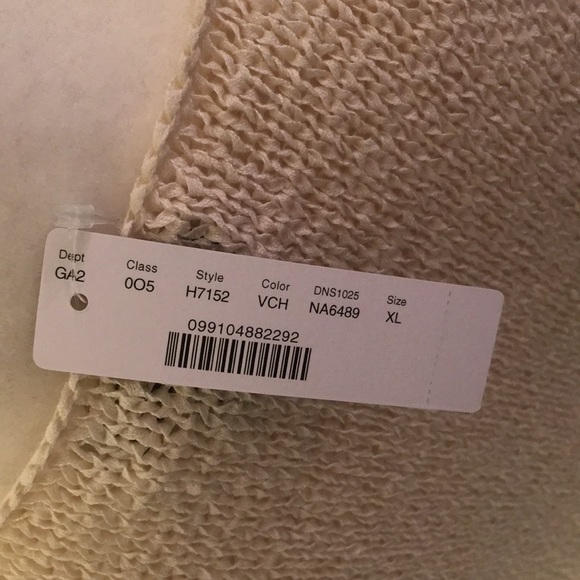 Dept Class Style Color DNS1025 Size
GA2 0O5 H7152 VCH NA6489 XL
099104882292